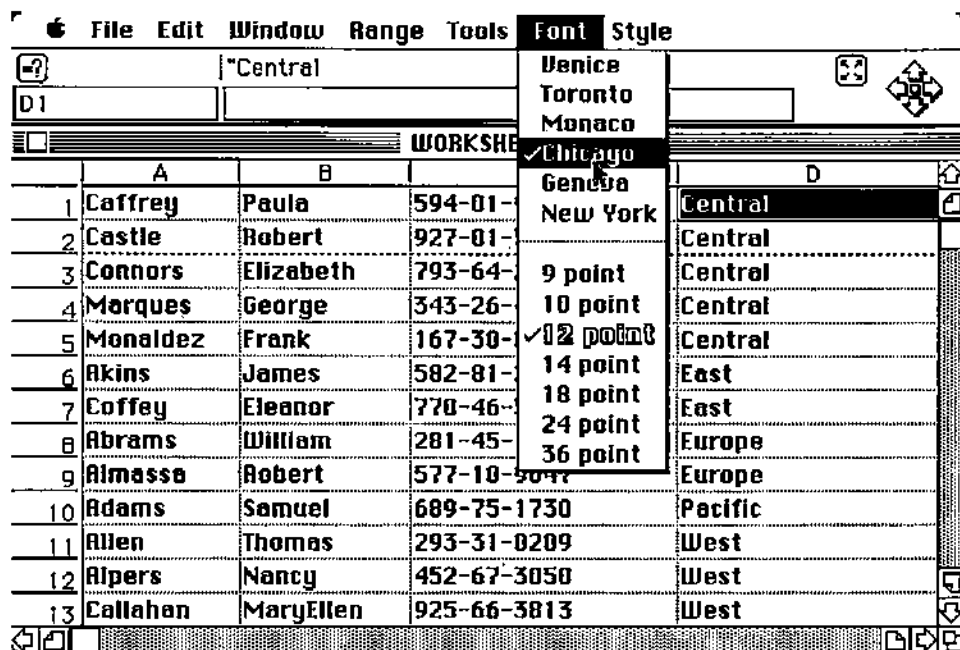 File Edit Window Range Tools Font Style
"Central
D1
WORKSHE
Venice
Toronto
Monaco
✓Chicago
Geneva
New York
9 point
10 point
✓12 point
14 point
18 point
24 point
36 point
A B D
1 Caffrey Paula 594-01- Central
2 Castle Robert 927-01- Central
3 Connors Elizabeth 793-64- Central
4 Marques George 343-26- Central
5 Monaldez Frank 167-30- Central
6 Akins James 582-81- East
7 Coffey Eleanor 770-46- East
8 Abrams William 281-45- Europe
9 Almassa Robert 577-10- Europe
10 Adams Samuel 689-75-1730 Pacific
11 Allen Thomas 293-31-0209 West
12 Alpers Nancy 452-67-3050 West
13 Callahan MaryEllen 925-66-3813 West